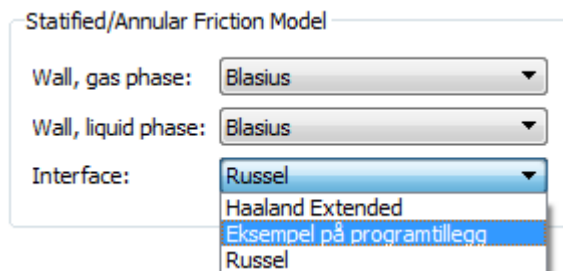 Statified/Annular Friction Model
Wall, gas phase: Blasius
Wall, liquid phase: Blasius
Interface: Russel
Haaland Extended
Eksempel på programtillegg
Russel